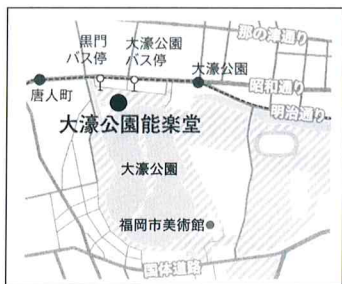 那の津通り
黒門
バス停
大濠公園
バス停
大濠公園
唐人町
昭和通り
明治通り
大濠公園能楽堂
大濠公園
福岡市美術館
国体道路